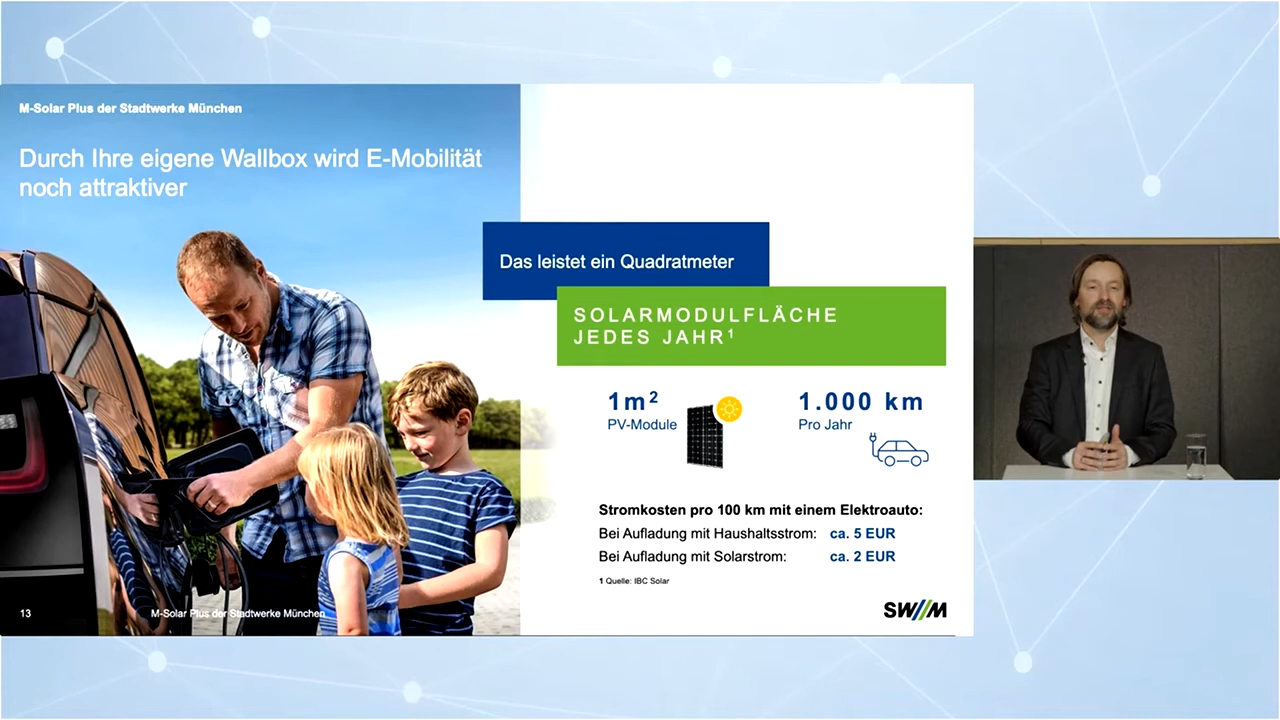 M-Solar Plus der Stadtwerke München
Durch Ihre eigene Wallbox wird E-Mobilität
noch attraktiver
Das leistet ein Quadratmeter
SOLARMODULFLÄCHE
JEDES JAHR¹
1m²
PV-Module
1.000 km
Pro Jahr
Stromkosten pro 100 km mit einem Elektroauto:
Bei Aufladung mit Haushaltsstrom: ca. 5 EUR
Bei Aufladung mit Solarstrom: ca. 2 EUR
1 Quelle: IBC Solar
13
M-Solar Plus der Stadtwerke München
SW//M